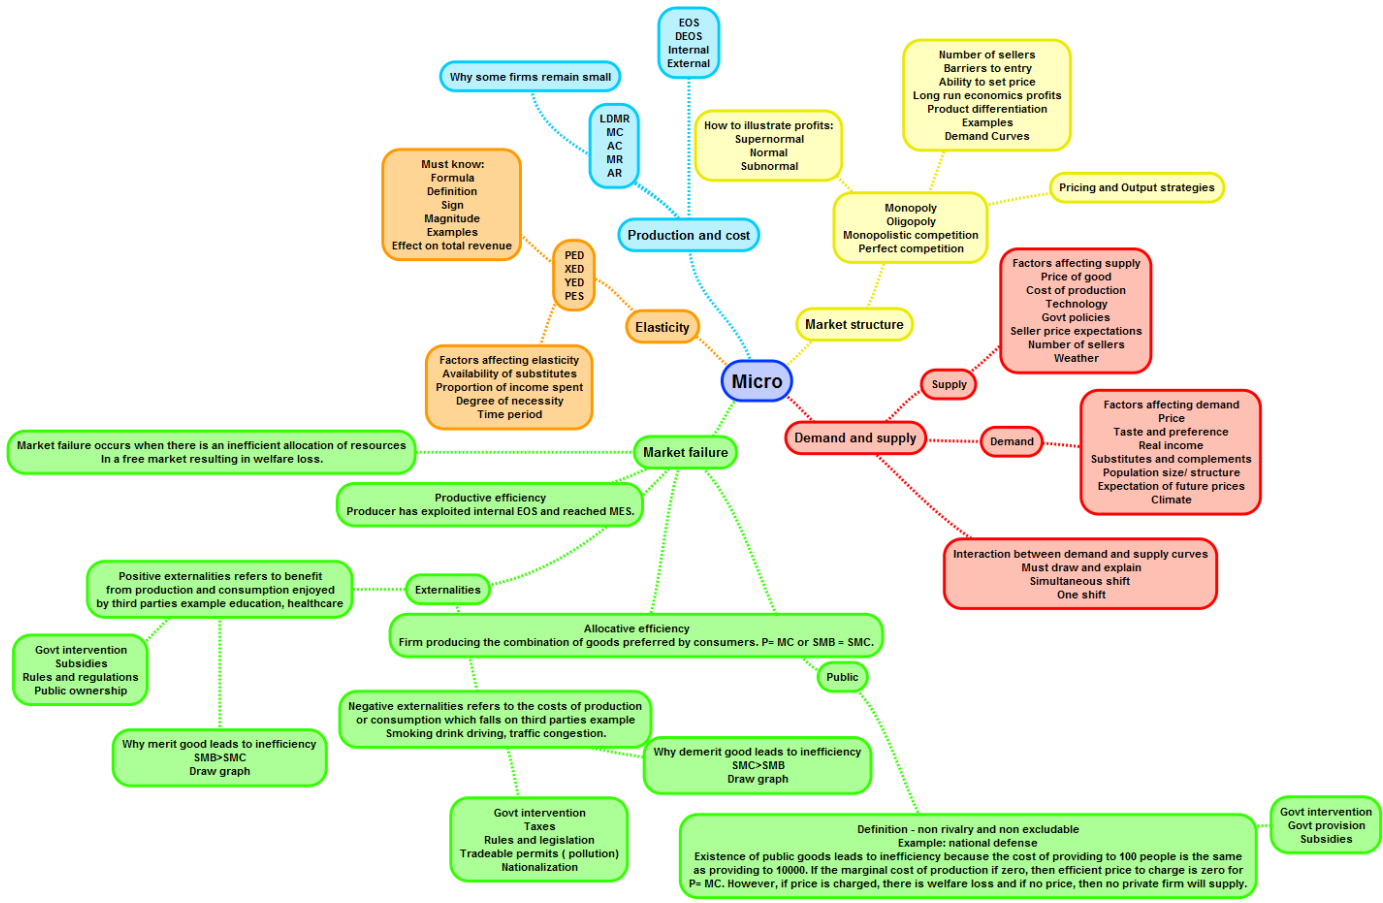 EOS
DEOS
Internal
External
Why some firms remain small
LDMR
MC
AC
MR
AR
Production and cost
How to illustrate profits:
Supernormal
Normal
Subnormal
Number of sellers
Barriers to entry
Ability to set price
Long run economics profits
Product differentiation
Examples
Demand Curves
Pricing and Output strategies
Monopoly
Oligopoly
Monopolistic competition
Perfect competition
Market structure
Must know:
Formula
Definition
Sign
Magnitude
Examples
Effect on total revenue
PED
XED
YED
PES
Elasticity
Factors affecting elasticity
Availability of substitutes
Proportion of income spent
Degree of necessity
Time period
Micro
Factors affecting supply
Price of good
Cost of production
Technology
Govt policies
Seller price expectations
Number of sellers
Weather
Supply
Demand and supply
Demand
Factors affecting demand
Price
Taste and preference
Real income
Substitutes and complements
Population size/ structure
Expectation of future prices
Climate
Interaction between demand and supply curves
Must draw and explain
Simultaneous shift
One shift
Market failure
Market failure occurs when there is an inefficient allocation of resources
In a free market resulting in welfare loss.
Productive efficiency
Producer has exploited internal EOS and reached MES.
Externalities
Positive externalities refers to benefit
from production and consumption enjoyed
by third parties example education, healthcare
Govt intervention
Subsidies
Rules and regulations
Public ownership
Why merit good leads to inefficiency
SMB>SMC
Draw graph
Allocative efficiency
Firm producing the combination of goods preferred by consumers. P= MC or SMB = SMC.
Public
Negative externalities refers to the costs of production
or consumption which falls on third parties example
Smoking drink driving, traffic congestion.
Why demerit good leads to inefficiency
SMC>SMB
Draw graph
Govt intervention
Taxes
Rules and legislation
Tradeable permits ( pollution)
Nationalization
Definition - non rivalry and non excludable
Example: national defense
Existence of public goods leads to inefficiency because the cost of providing to 100 people is the same
as providing to 10000. If the marginal cost of production if zero, then efficient price to charge is zero for
P= MC. However, if price is charged, there is welfare loss and if no price, then no private firm will supply.
Govt intervention
Govt provision
Subsidies